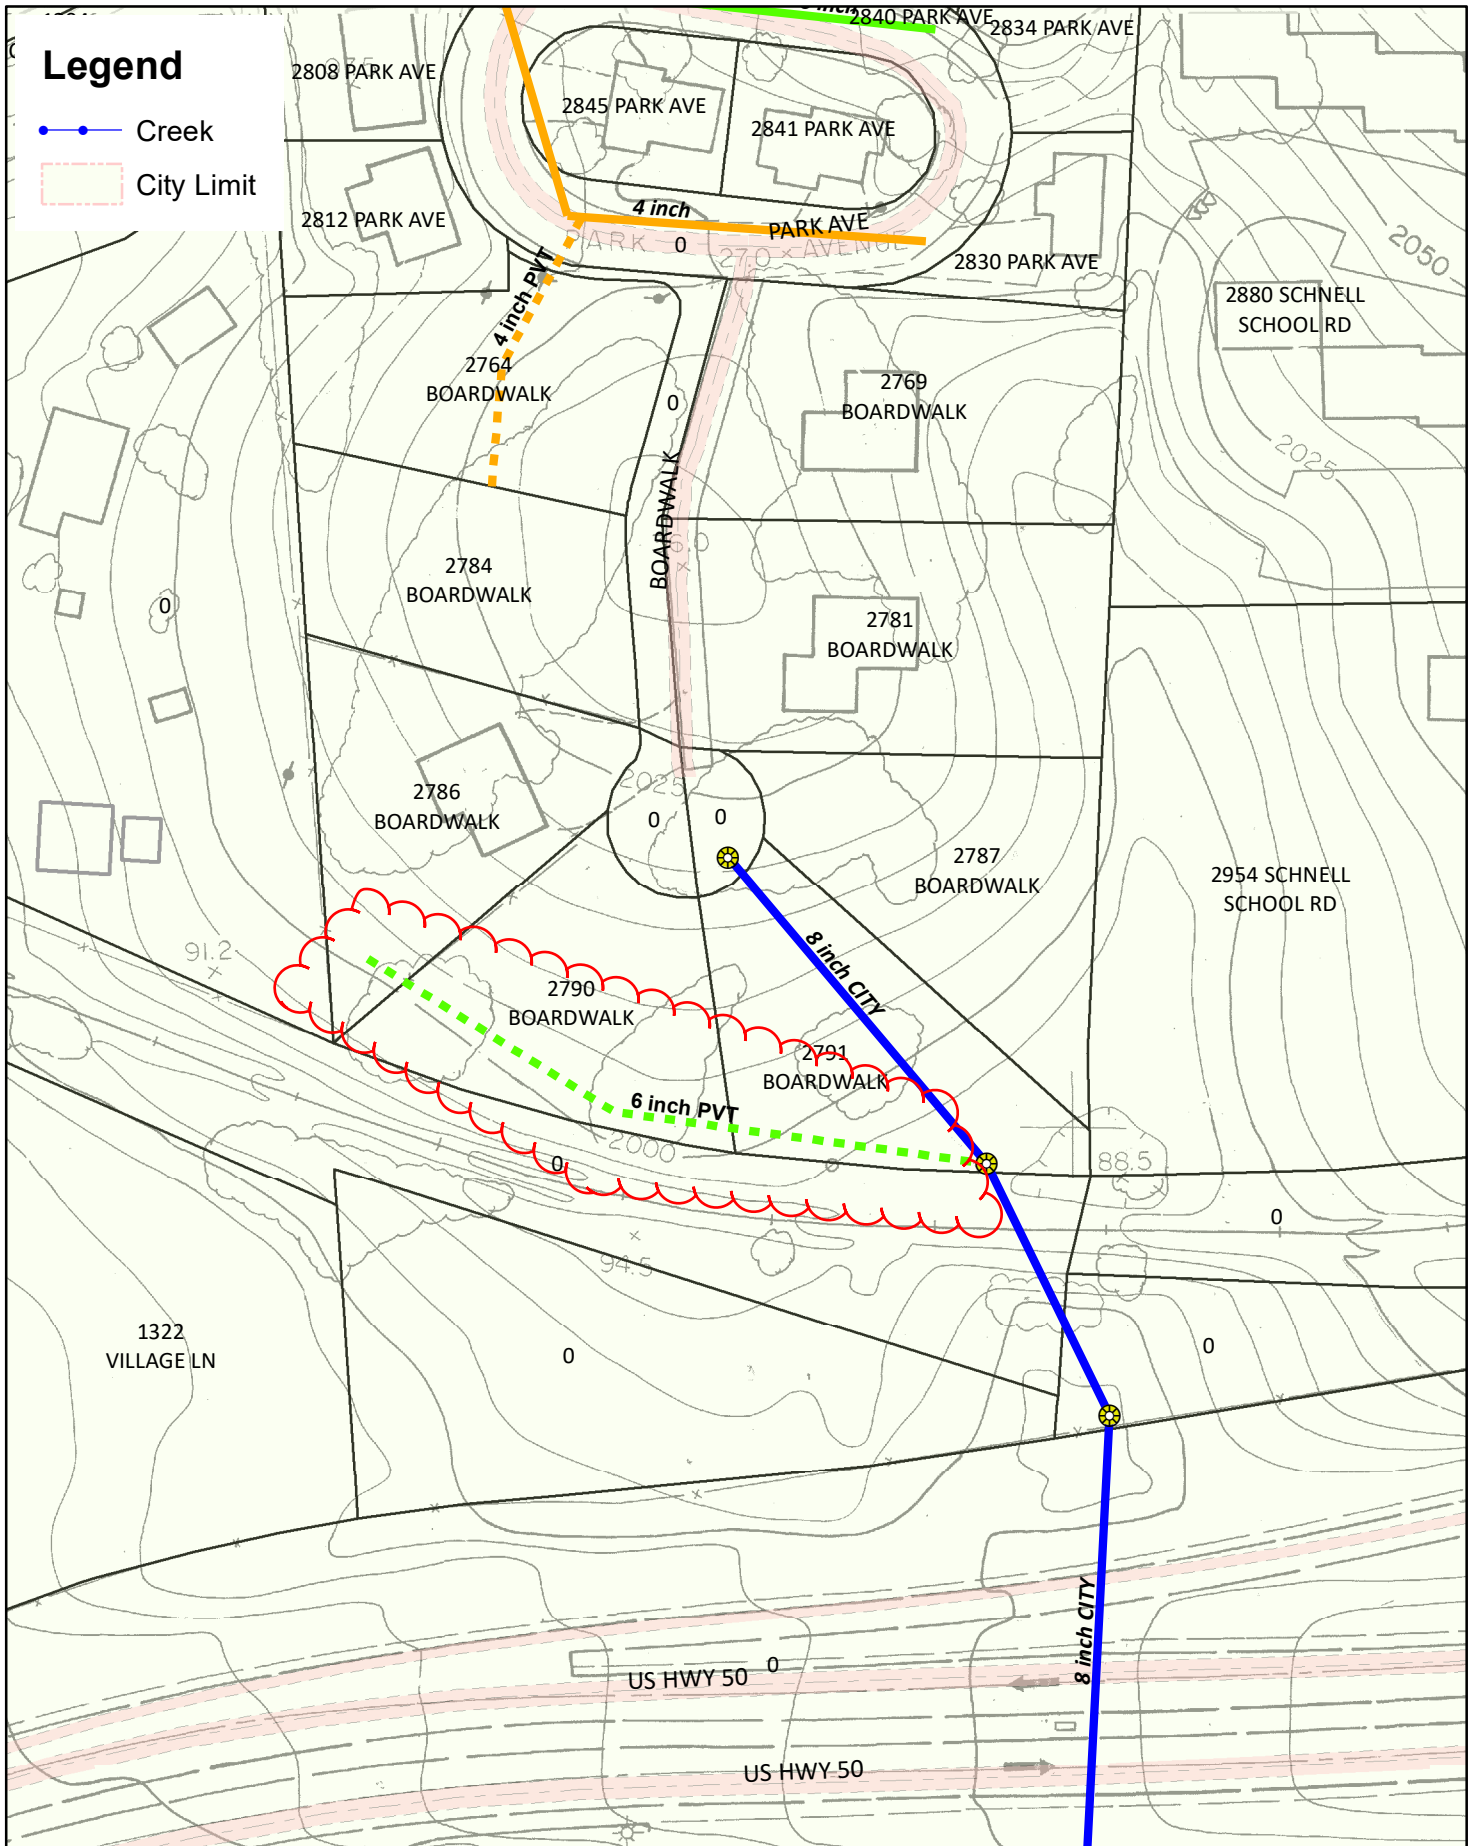 Legend
Creek
City Limit
2840 PARK AVE
2834 PARK AVE
2808 PARK AVE
2845 PARK AVE
2841 PARK AVE
2812 PARK AVE
4 inch
PARK AVE
PARK
0
AVENUE
2830 PARK AVE
2050
4 inch PVT
2880 SCHNELL
SCHOOL RD
2764
BOARDWALK
2769
BOARDWALK
0
2025
BOARDWALK
2784
BOARDWALK
0
2781
BOARDWALK
2025
2786
BOARDWALK
0
0
2787
BOARDWALK
2954 SCHNELL
SCHOOL RD
91.2
8 inch CITY
2790
BOARDWALK
2791
BOARDWALK
6 inch PVT
2000
0
88.5
0
94.5
1322
VILLAGE LN
0
0
8 inch CITY
0
US HWY 50
US HWY 50